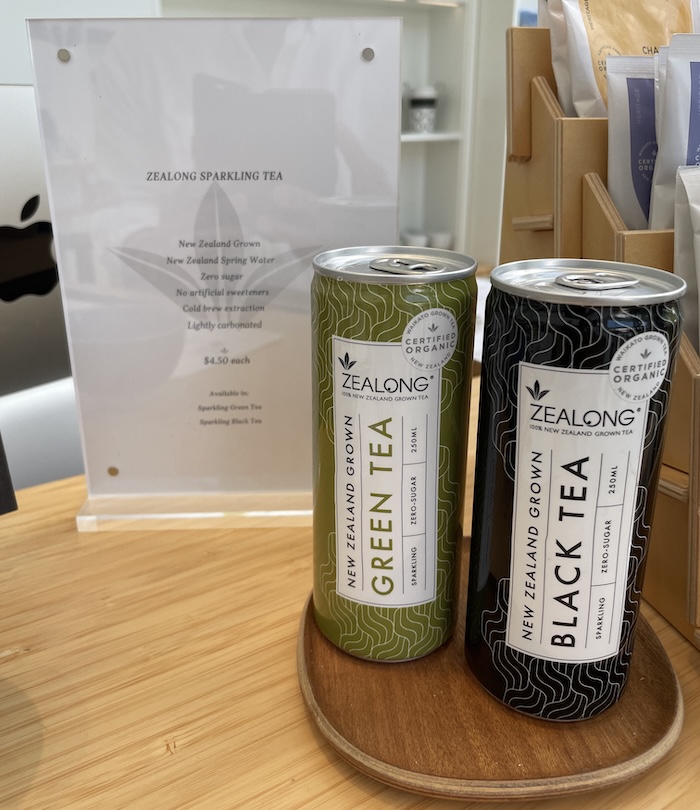 ZEALONG SPARKLING TEA
New Zealand Grown
New Zealand Spring Water
Zero sugar
No artificial sweeteners
Cold brew extraction
Lightly carbonated
$4.50 each
Available in:
Sparkling Green Tea
Sparkling Black Tea
WAIKATO GROWN TEA
CERTIFIED
ORGANIC
NEW ZEALAND
ZEALONG®
100% NEW ZEALAND GROWN TEA
NEW ZEALAND GROWN
GREEN TEA
SPARKLING
ZERO-SUGAR
250ML
WAIKATO GROWN TEA
CERTIFIED
ORGANIC
NEW ZEALAND
ZEALONG®
100% NEW ZEALAND GROWN TEA
NEW ZEALAND GROWN
BLACK TEA
SPARKLING
ZERO-SUGAR
250ML
HERITAGE